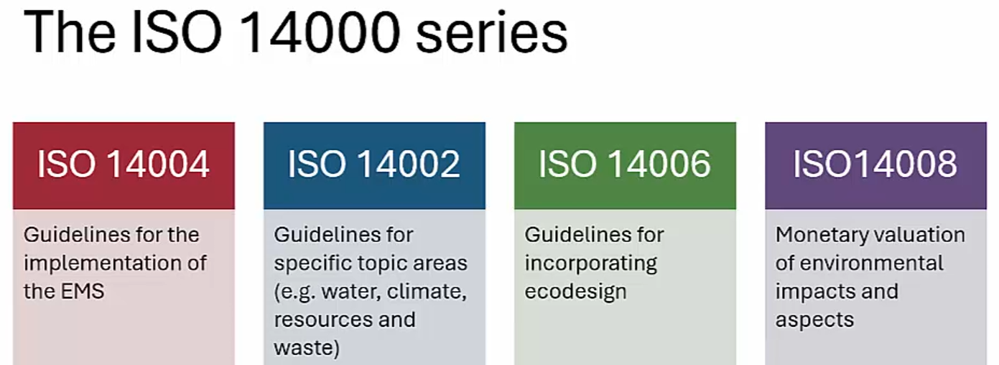 The ISO 14000 series
ISO 14004
Guidelines for the
implementation of
the EMS
ISO 14002
Guidelines for
specific topic areas
(e.g. water, climate,
resources and
waste)
ISO 14006
Guidelines for
incorporating
ecodesign
ISO14008
Monetary valuation
of environmental
impacts and
aspects